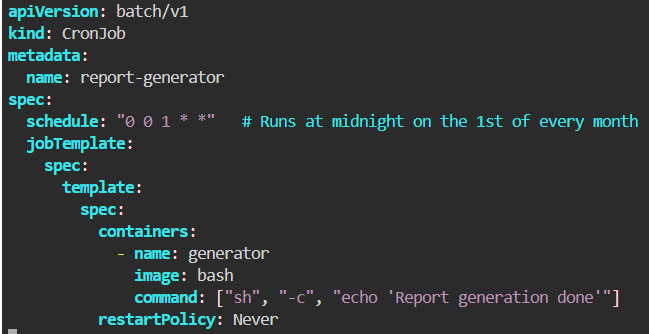 apiVersion: batch/v1
kind: CronJob
metadata:
  name: report-generator
spec:
  schedule: "0 0 1 * *"   # Runs at midnight on the 1st of every month
  jobTemplate:
    spec:
      template:
        spec:
          containers:
            - name: generator
              image: bash
              command: ["sh", "-c", "echo 'Report generation done'"]
          restartPolicy: Never